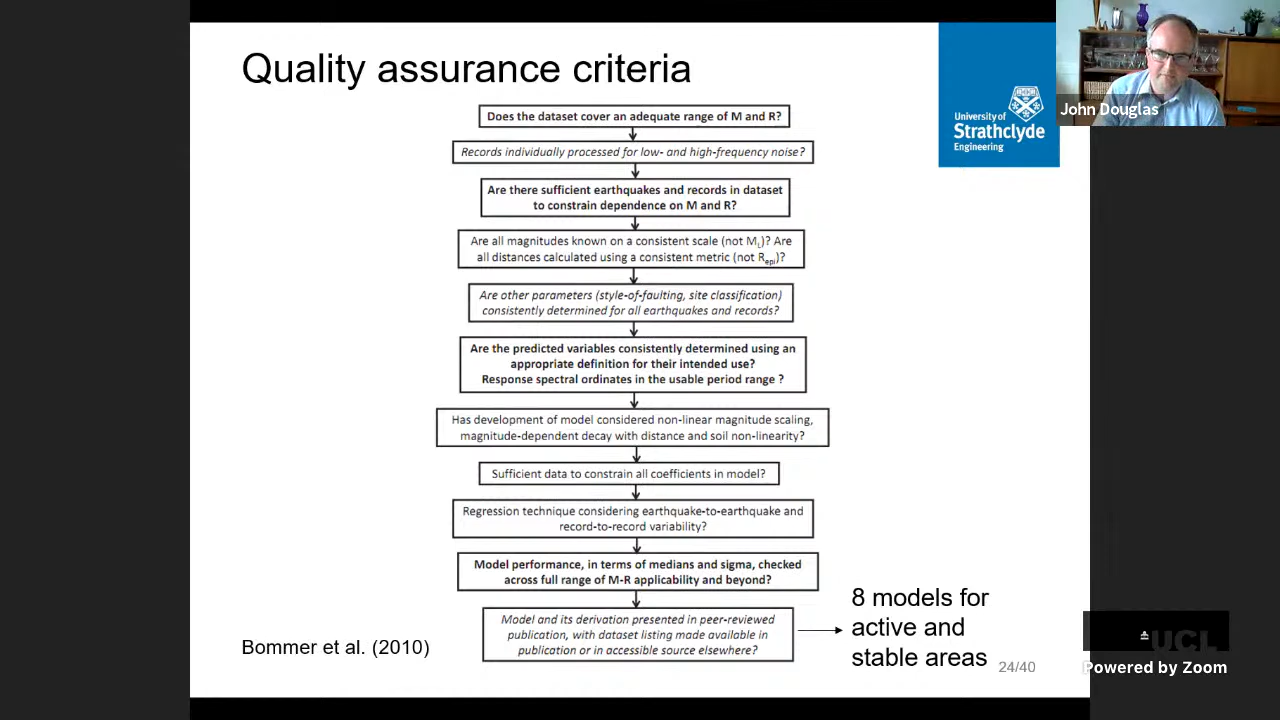 Quality assurance criteria
Does the dataset cover an adequate range of M and R?
Records individually processed for low- and high-frequency noise?
Are there sufficient earthquakes and records in dataset
to constrain dependence on M and R?
Are all magnitudes known on a consistent scale (not ML)? Are
all distances calculated using a consistent metric (not Repi)?
Are other parameters (style-of-faulting, site classification)
consistently determined for all earthquakes and records?
Are the predicted variables consistently determined using an
appropriate definition for their intended use?
Response spectral ordinates in the usable period range ?
Has development of model considered non-linear magnitude scaling,
magnitude-dependent decay with distance and soil non-linearity?
Sufficient data to constrain all coefficients in model?
Regression technique considering earthquake-to-earthquake and
record-to-record variability?
Model performance, in terms of medians and sigma, checked
across full range of M-R applicability and beyond?
Model and its derivation presented in peer-reviewed
publication, with dataset listing made available in
publication or in accessible source elsewhere?
8 models for
active and
stable areas
Bommer et al. (2010)
24/40
University of
Strathclyde
Engineering
John Douglas
UCL
Powered by Zoom